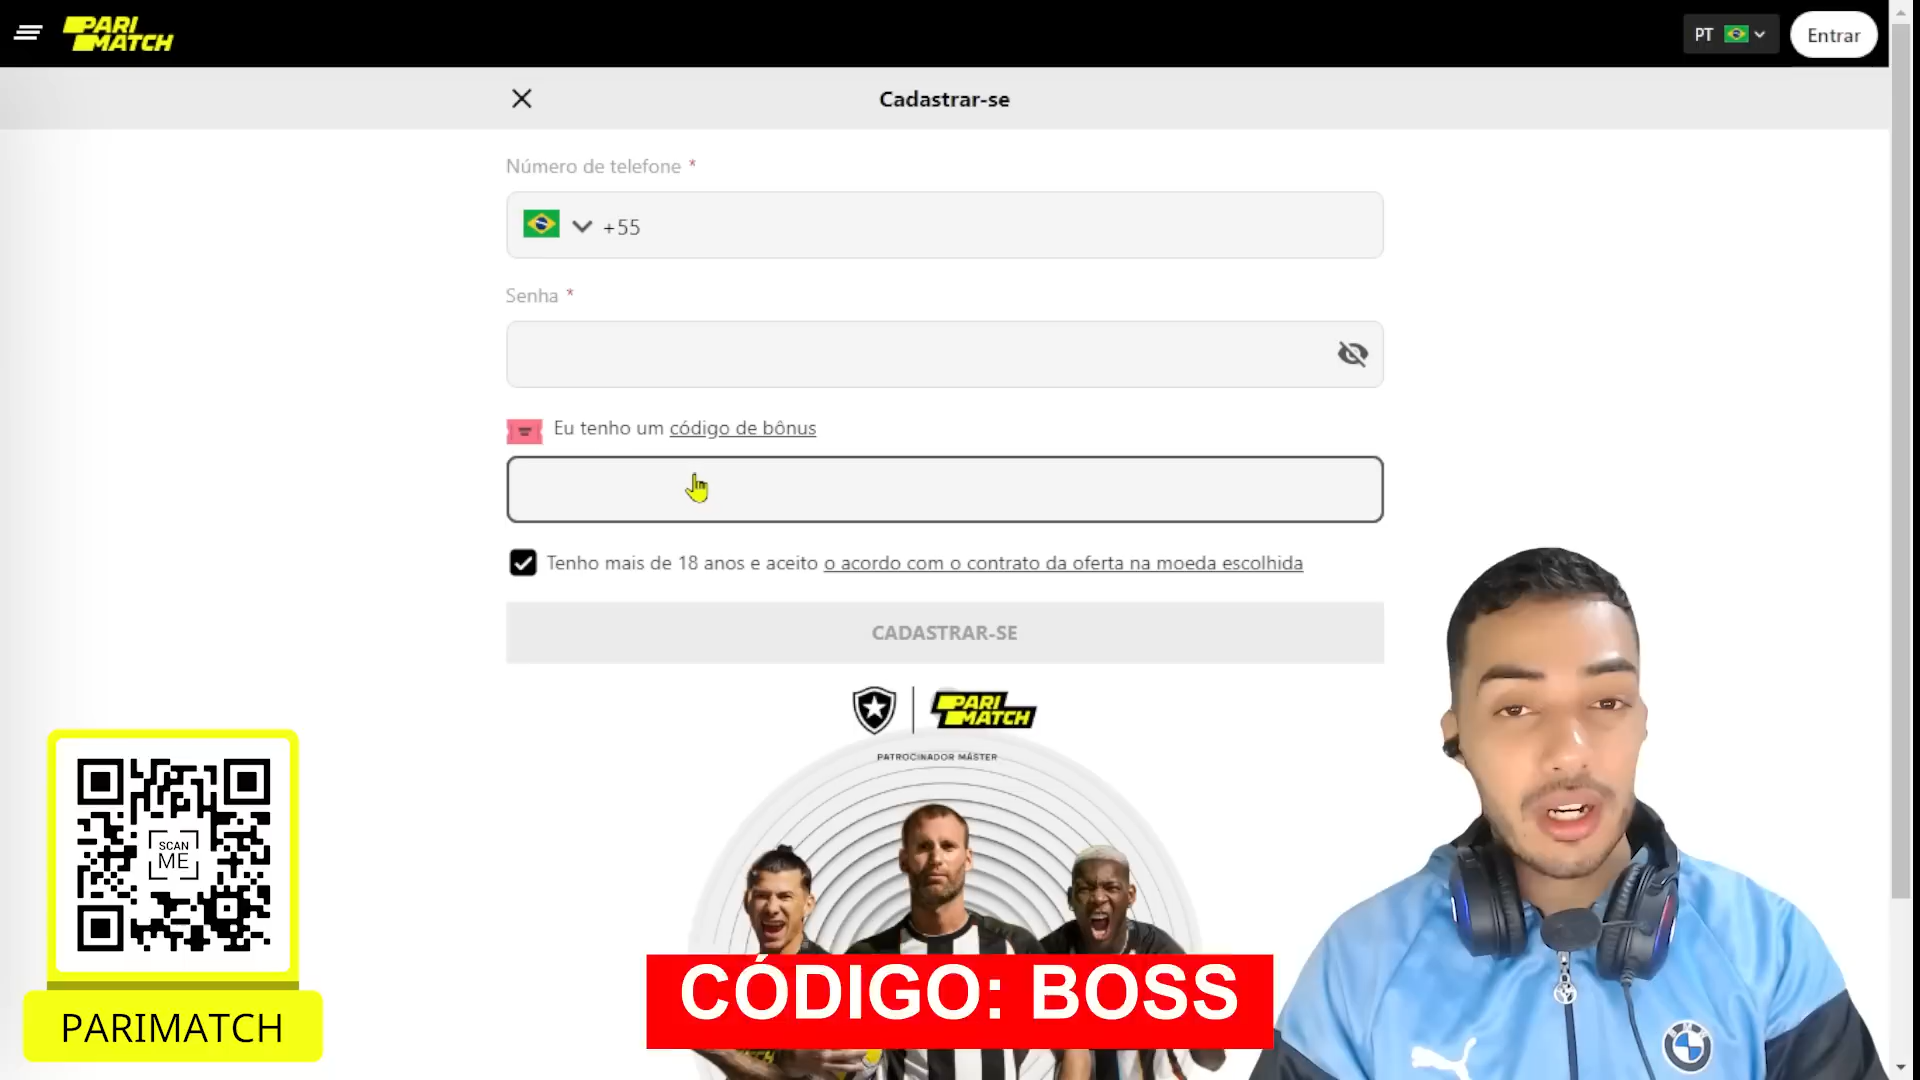 PARI
MATCH
PT
Entrar
Cadastrar-se
Número de telefone *
+55
Senha *
Eu tenho um código de bônus
Tenho mais de 18 anos e aceito o acordo com o contrato da oferta na moeda escolhida
CADASTRAR-SE
PARI
MATCH
PATROCINADOR MÁSTER
SCAN
ME
PARIMATCH
CÓDIGO: BOSS
BMW